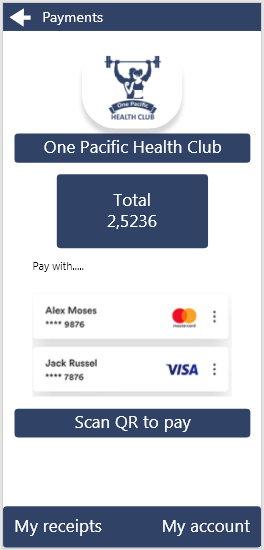 Payments
One Pacific
HEALTH CLUB
One Pacific Health Club
Total
2,5236
Pay with.....
Alex Moses
**** 9876
mastercard
Jack Russel
**** 7876
VISA
Scan QR to pay
My receipts
My account